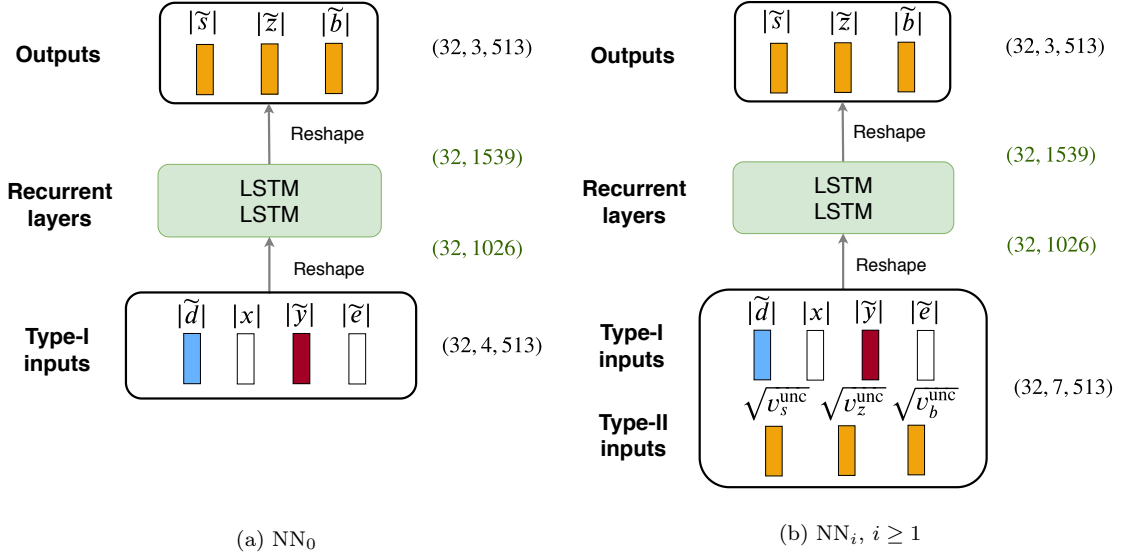 Outputs
|s̃| |z̃| |b̃|
(32, 3, 513)
Reshape
(32, 1539)
Recurrent
layers
LSTM
LSTM
(32, 1026)
Reshape
Type-I
inputs
|d̃| |x| |ỹ| |ẽ|
(32, 4, 513)
(a) NN₀
Outputs
|s̃| |z̃| |b̃|
(32, 3, 513)
Reshape
(32, 1539)
Recurrent
layers
LSTM
LSTM
(32, 1026)
Reshape
Type-I
inputs
|d̃| |x| |ỹ| |ẽ|
(32, 7, 513)
Type-II
inputs
√v_s^unc √v_z^unc √v_b^unc
(b) NNᵢ, i ≥ 1